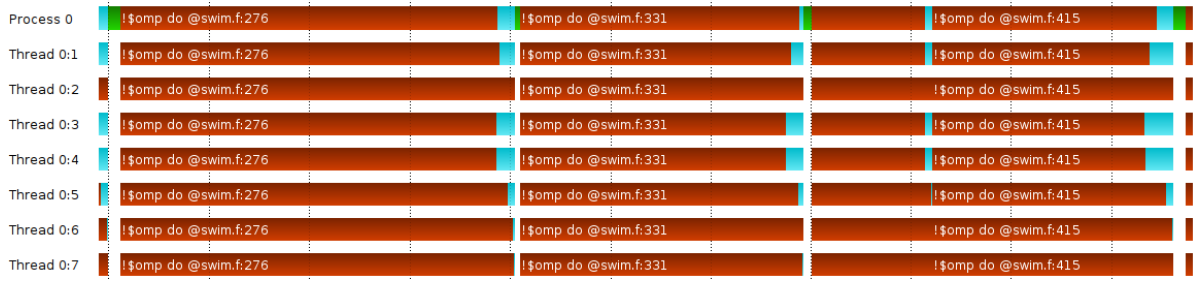 Process 0 !$omp do @swim.f:276 !$omp do @swim.f:331 !$omp do @swim.f:415
Thread 0:1 !$omp do @swim.f:276 !$omp do @swim.f:331 !$omp do @swim.f:415
Thread 0:2 !$omp do @swim.f:276 !$omp do @swim.f:331 !$omp do @swim.f:415
Thread 0:3 !$omp do @swim.f:276 !$omp do @swim.f:331 !$omp do @swim.f:415
Thread 0:4 !$omp do @swim.f:276 !$omp do @swim.f:331 !$omp do @swim.f:415
Thread 0:5 !$omp do @swim.f:276 !$omp do @swim.f:331 !$omp do @swim.f:415
Thread 0:6 !$omp do @swim.f:276 !$omp do @swim.f:331 !$omp do @swim.f:415
Thread 0:7 !$omp do @swim.f:276 !$omp do @swim.f:331 !$omp do @swim.f:415